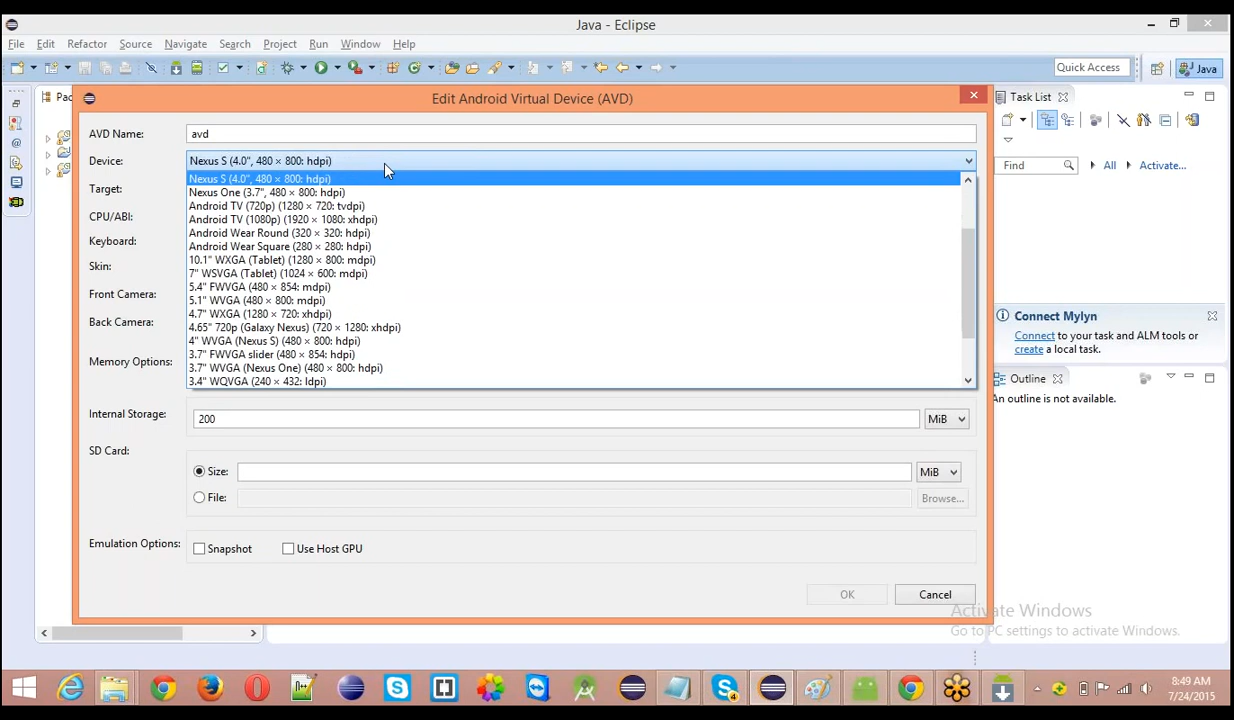 Java - Eclipse
File Edit Refactor Source Navigate Search Project Run Window Help
Quick Access
Java
Pac
Edit Android Virtual Device (AVD)
Task List
AVD Name: avd
Device: Nexus S (4.0", 480 × 800: hdpi)
Find All Activate...
Nexus S (4.0", 480 × 800: hdpi)
Target:
Nexus One (3.7", 480 × 800: hdpi)
Android TV (720p) (1280 × 720: tvdpi)
CPU/ABI:
Android TV (1080p) (1920 × 1080: xhdpi)
Android Wear Round (320 × 320: hdpi)
Keyboard:
Android Wear Square (280 × 280: hdpi)
10.1" WXGA (Tablet) (1280 × 800: mdpi)
Skin:
7" WSVGA (Tablet) (1024 × 600: mdpi)
5.4" FWVGA (480 × 854: mdpi)
Front Camera:
5.1" WVGA (480 × 800: mdpi)
4.7" WXGA (1280 × 720: xhdpi)
Back Camera:
4.65" 720p (Galaxy Nexus) (720 × 1280: xhdpi)
4" WVGA (Nexus S) (480 × 800: hdpi)
3.7" FWVGA slider (480 × 854: hdpi)
Memory Options:
3.7" WVGA (Nexus One) (480 × 800: hdpi)
3.4" WQVGA (240 × 432: ldpi)
Connect Mylyn
Connect to your task and ALM tools or
create a local task.
Outline
An outline is not available.
Internal Storage: 200 MiB
SD Card:
Size: MiB
File: Browse...
Emulation Options: Snapshot Use Host GPU
OK Cancel
Activate Windows
Go to PC settings to activate Windows.
4
8:49 AM
7/24/2015